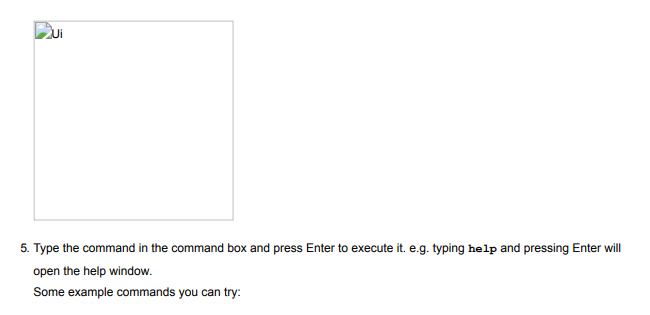 Ui
5. Type the command in the command box and press Enter to execute it. e.g. typing help and pressing Enter will
open the help window.
Some example commands you can try: